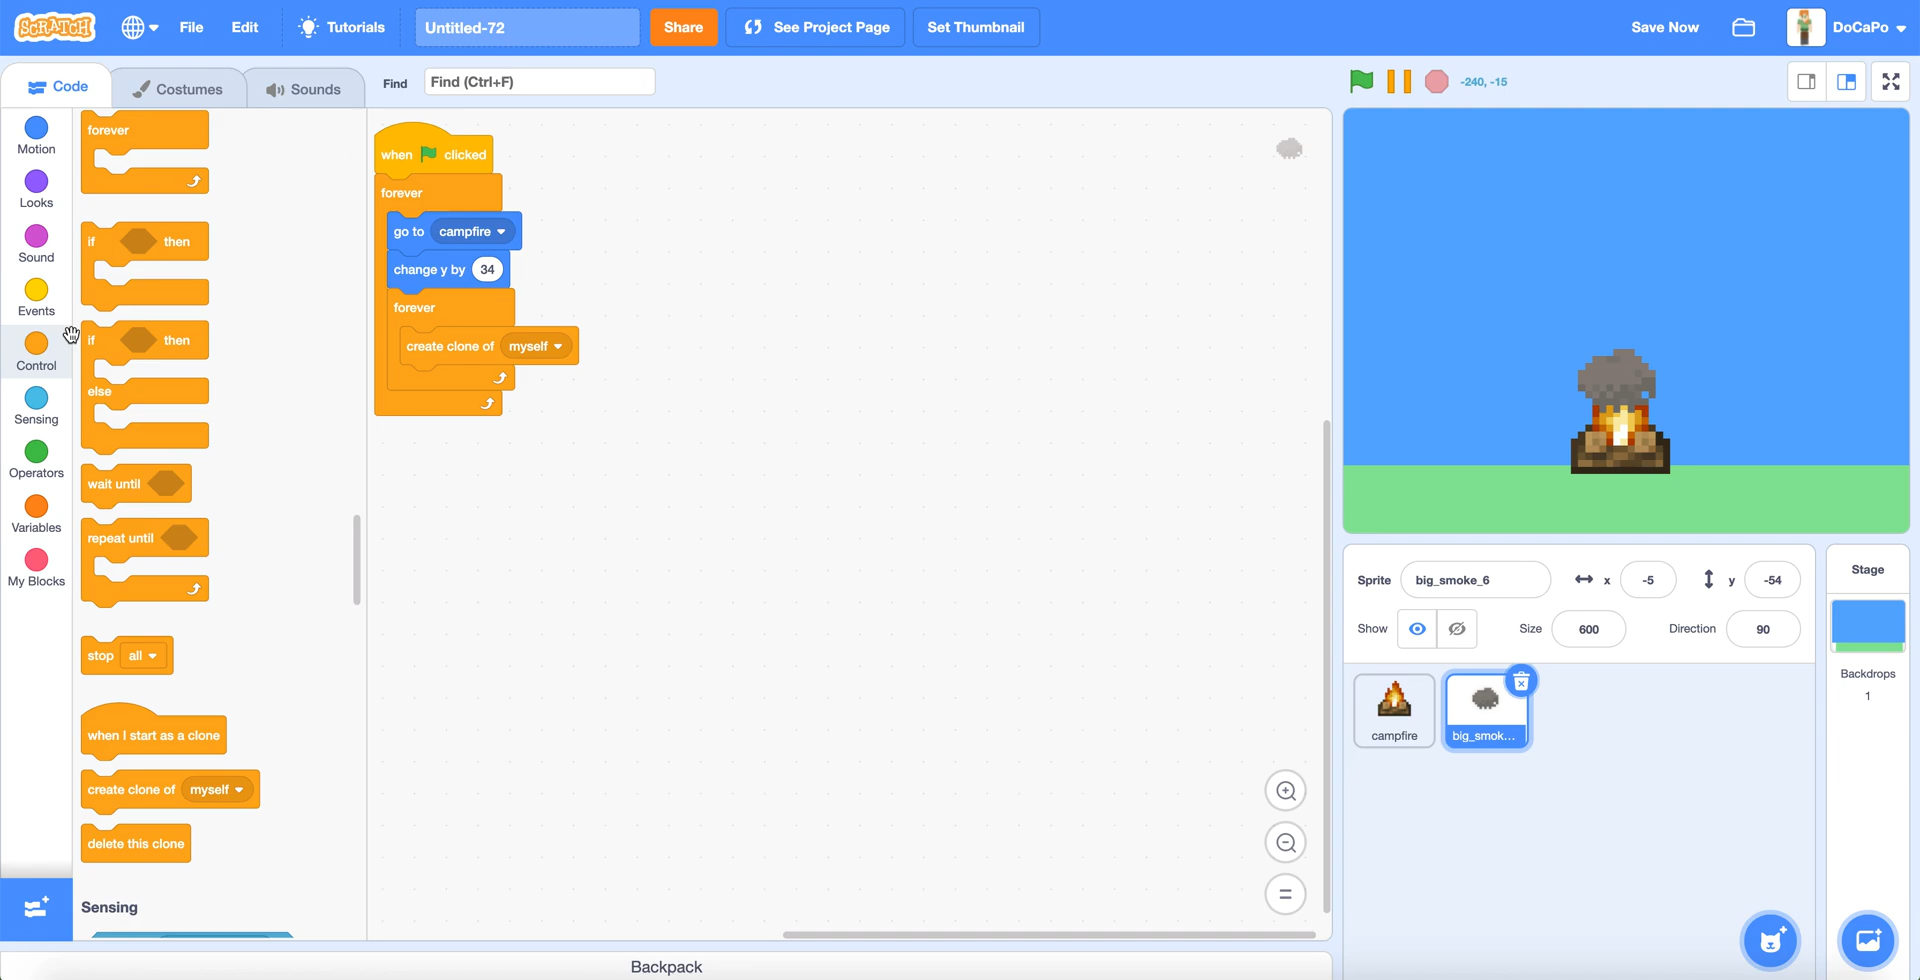 SCRATCH File Edit Tutorials Untitled-72 Share See Project Page Set Thumbnail Save Now DoCaPo
Code Costumes Sounds Find Find (Ctrl+F) -240, -15
Motion
Looks
Sound
Events
Control
Sensing
Operators
Variables
My Blocks
forever
if then
if then
else
wait until
repeat until
stop all
when I start as a clone
create clone of myself
delete this clone
Sensing
when clicked
forever
go to campfire
change y by 34
forever
create clone of myself
Backpack
Sprite big_smoke_6 x -5 y -54
Show Size 600 Direction 90
campfire big_smok...
Stage
Backdrops
1